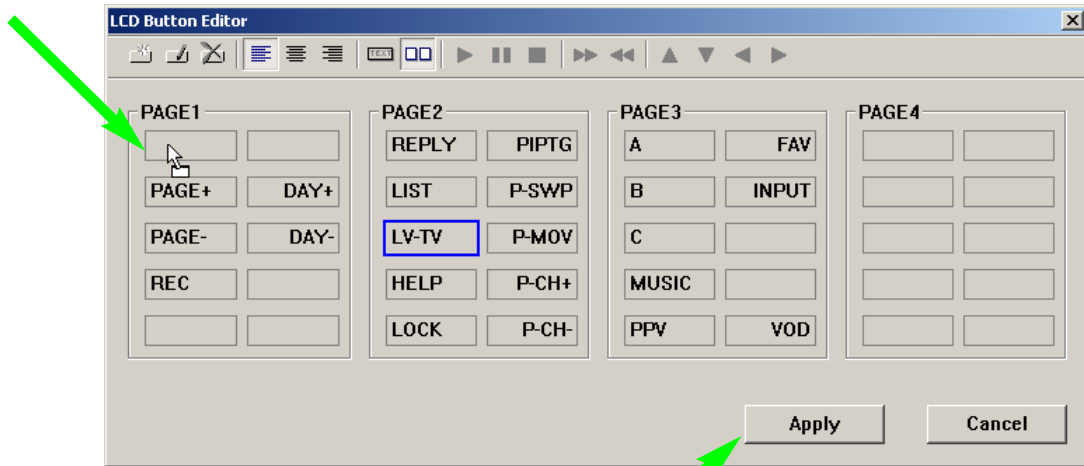 LCD Button Editor
TEXT
PAGE1 PAGE2 PAGE3 PAGE4
REPLY PIPTG A FAV
PAGE+ DAY+ LIST P-SWP B INPUT
PAGE- DAY- LV-TV P-MOV C
REC HELP P-CH+ MUSIC
LOCK P-CH- PPV VOD
Apply Cancel